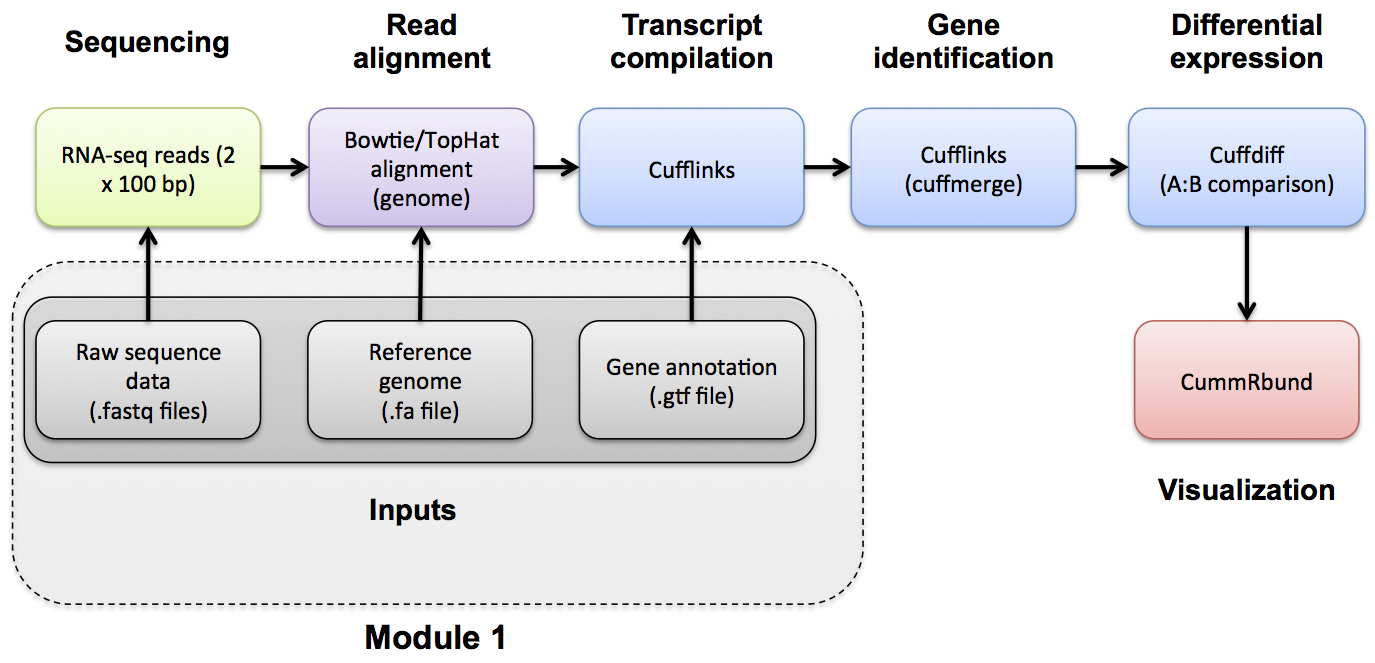 Sequencing
Read
alignment
Transcript
compilation
Gene
identification
Differential
expression
RNA-seq reads (2
x 100 bp)
Bowtie/TopHat
alignment
(genome)
Cufflinks
Cufflinks
(cuffmerge)
Cuffdiff
(A:B comparison)
Raw sequence
data
(.fastq files)
Reference
genome
(.fa file)
Gene annotation
(.gtf file)
CummRbund
Inputs
Visualization
Module 1